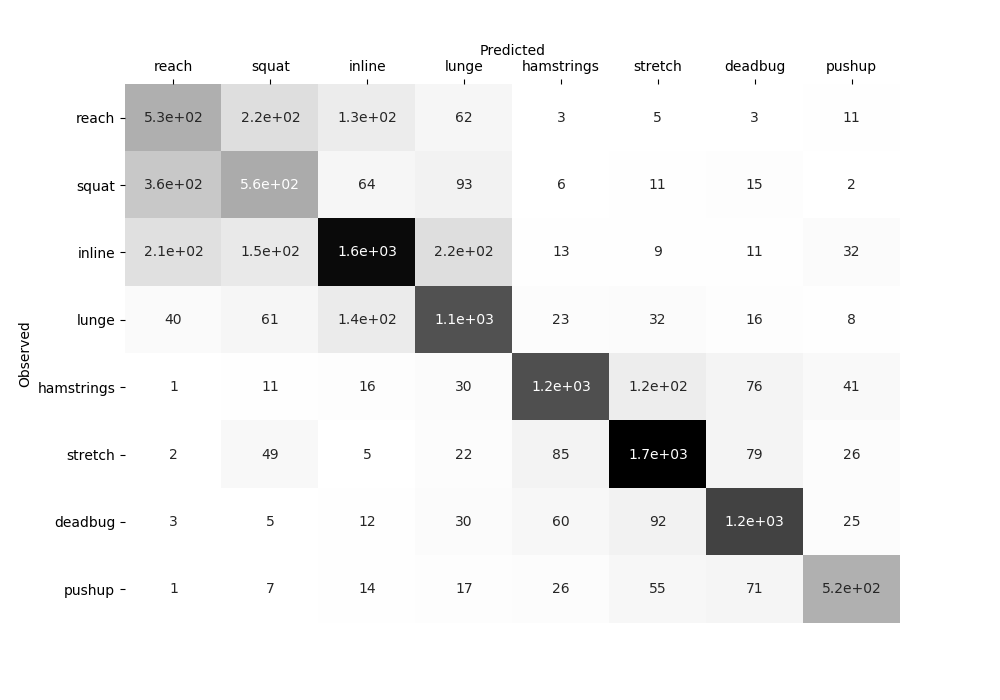 Predicted
reach squat inline lunge hamstrings stretch deadbug pushup
Observed
reach 5.3e+02 2.2e+02 1.3e+02 62 3 5 3 11
squat 3.6e+02 5.6e+02 64 93 6 11 15 2
inline 2.1e+02 1.5e+02 1.6e+03 2.2e+02 13 9 11 32
lunge 40 61 1.4e+02 1.1e+03 23 32 16 8
hamstrings 1 11 16 30 1.2e+03 1.2e+02 76 41
stretch 2 49 5 22 85 1.7e+03 79 26
deadbug 3 5 12 30 60 92 1.2e+03 25
pushup 1 7 14 17 26 55 71 5.2e+02